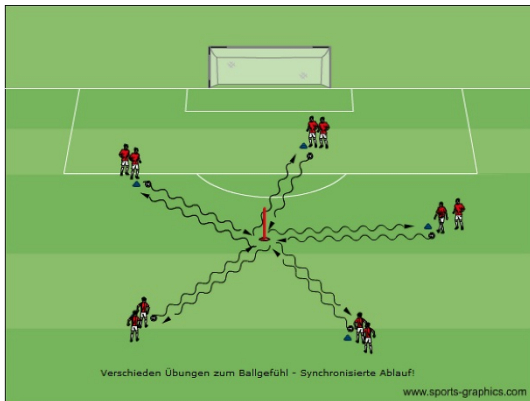 Verschieden Übungen zum Ballgefühl - Synchronisierte Ablauf!
www.sports-graphics.com